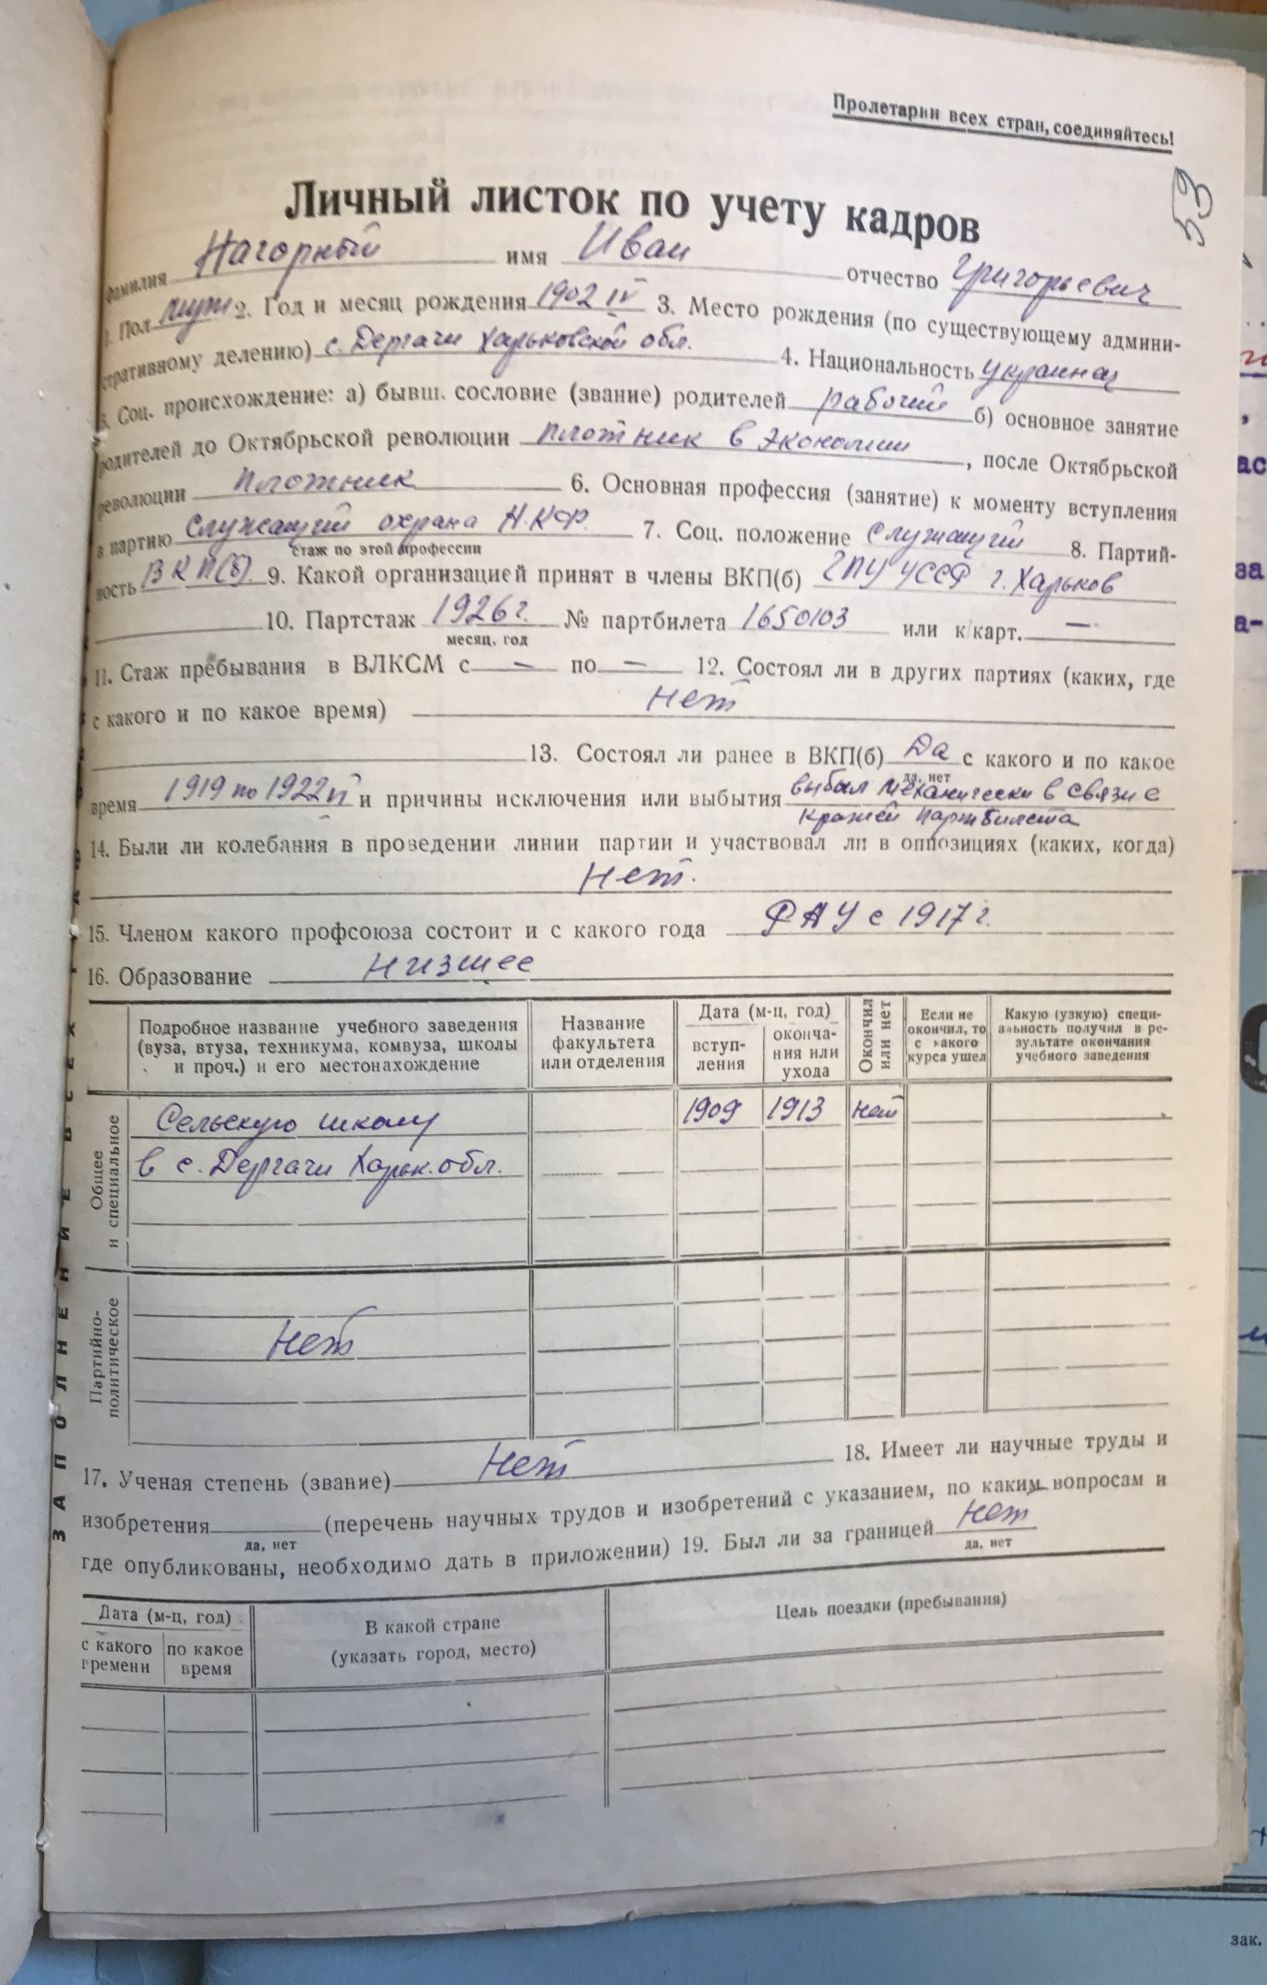 Пролетарии всех стран, соединяйтесь!
53
Личный листок по учету кадров
фамилия Нагорный имя Иван отчество Григорьевич
1. Пол муж 2. Год и месяц рождения 1902 IV 3. Место рождения (по существующему админи-
стративному делению) с. Дергачи Харьковской обл. 4. Национальность украинец
5. Соц. происхождение: а) бывш. сословие (звание) родителей рабочий б) основное занятие
родителей до Октябрьской революции плотник в экономии, после Октябрьской
революции плотник 6. Основная профессия (занятие) к моменту вступления
в партию служащий охрана Н.К.Ф. 7. Соц. положение служащий 8. Партий-
стаж по этой профессии
ность ВКП(б) 9. Какой организацией принят в члены ВКП(б) ГПУ УССР г. Харьков
10. Партстаж 1926 г. № партбилета 1650103 или к/карт. —
месяц, год
11. Стаж пребывания в ВЛКСМ с — по — 12. Состоял ли в других партиях (каких, где
с какого и по какое время) Нет
13. Состоял ли ранее в ВКП(б) Да с какого и по какое
да, нет
время 1919 по 1922 и причины исключения или выбытия выбыл механически в связи с
кражей партбилета
14. Были ли колебания в проведении линии партии и участвовал ли в оппозициях (каких, когда)
Нет.
15. Членом какого профсоюза состоит и с какого года с 1917 г.
16. Образование низшее
Подробное название учебного заведения (вуза, втуза, техникума, комвуза, школы и проч.) и его местонахождение
Название факультета или отделения
Дата (м-ц, год)
вступ-ления
оконча-ния или ухода
Окончил или нет
Если не окончил, то с какого курса ушел
Какую (узкую) специ-альность получил в ре-зультате окончания учебного заведения
Общее и специальное
Сельскую школу 1909 1913 нет
в с. Дергачи Харьк. обл.
Партийно-политическое
Нет
17. Ученая степень (звание) Нет 18. Имеет ли научные труды и
изобретения (перечень научных трудов и изобретений с указанием, по каким вопросам и
да, нет
где опубликованы, необходимо дать в приложении) 19. Был ли за границей Нет
да, нет
Дата (м-ц, год)
с какого времени
по какое время
В какой стране
(указать город, место)
Цель поездки (пребывания)
ЗАПОЛНЕНИЕ ВСЕХ
зак.